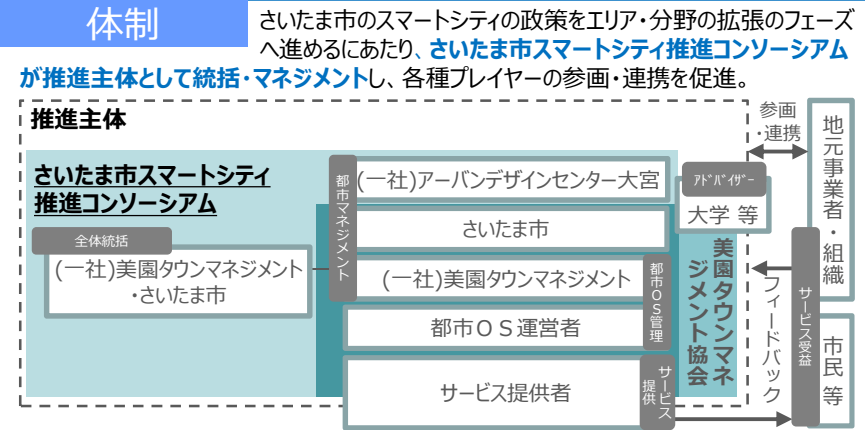 体制
さいたま市のスマートシティの政策をエリア・分野の拡張のフェーズ
へ進めるにあたり、さいたま市スマートシティ推進コンソーシアム
が推進主体として統括・マネジメントし、各種プレイヤーの参画・連携を促進。
推進主体
さいたま市スマートシティ
推進コンソーシアム
全体統括
(一社)美園タウンマネジメント
・さいたま市
都市マネジメント
(一社)アーバンデザインセンター大宮
さいたま市
(一社)美園タウンマネジメント
都市OS管理
都市OS運営者
サービス提供者
サービス
提供
ｱﾄﾞﾊﾞｲｻﾞｰ
大学 等
美園タウンマネ
ジメント協会
参画
・連携
フィードバック
サービス受益
地元事業者・組織
市民 等